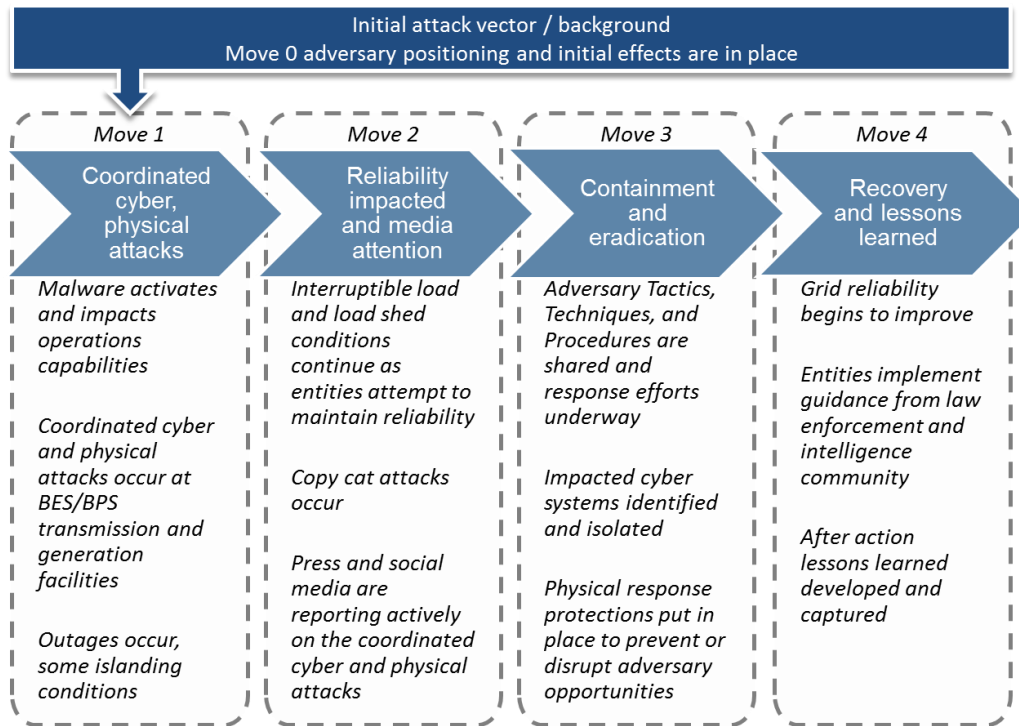 Initial attack vector / background
Move 0 adversary positioning and initial effects are in place
Move 1
Coordinated
cyber,
physical
attacks
Malware activates
and impacts
operations
capabilities
Coordinated cyber
and physical
attacks occur at
BES/BPS
transmission and
generation
facilities
Outages occur,
some islanding
conditions
Move 2
Reliability
impacted
and media
attention
Interruptible load
and load shed
conditions
continue as
entities attempt to
maintain reliability
Copy cat attacks
occur
Press and social
media are
reporting actively
on the coordinated
cyber and physical
attacks
Move 3
Containment
and
eradication
Adversary Tactics,
Techniques, and
Procedures are
shared and
response efforts
underway
Impacted cyber
systems identified
and isolated
Physical response
protections put in
place to prevent or
disrupt adversary
opportunities
Move 4
Recovery
and lessons
learned
Grid reliability
begins to improve
Entities implement
guidance from law
enforcement and
intelligence
community
After action
lessons learned
developed and
captured